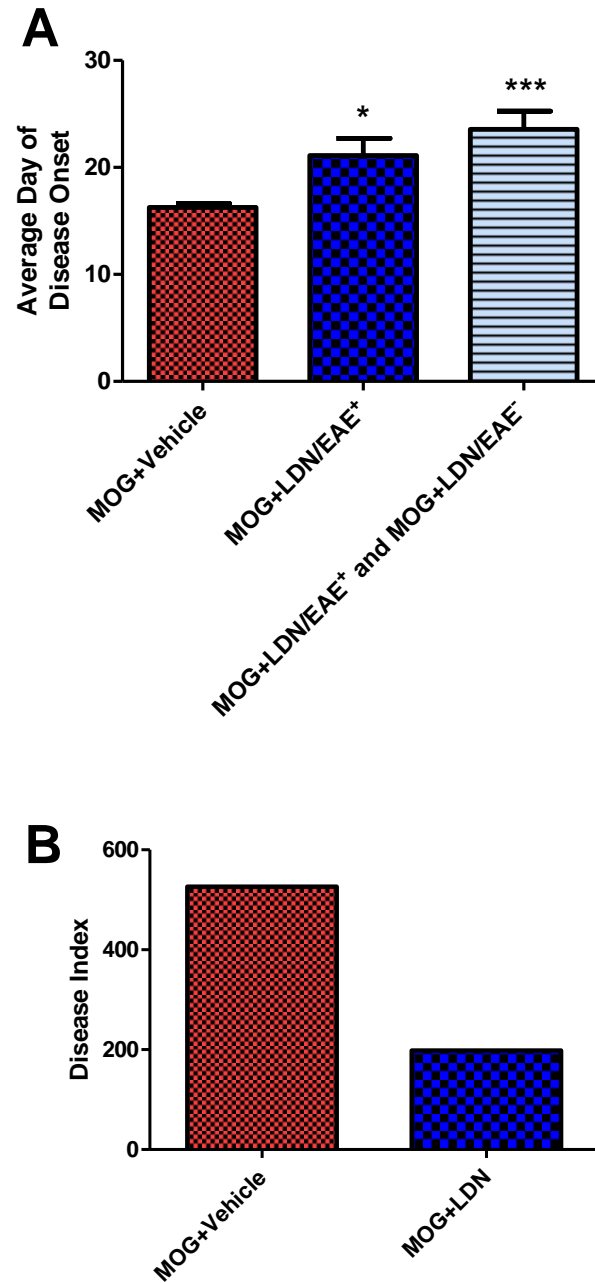 A
30
20
10
0
Average Day of
Disease Onset
*
***
MOG+Vehicle
MOG+LDN/EAE⁺
MOG+LDN/EAE⁺ and MOG+LDN/EAE⁻
B
600
400
200
0
Disease Index
MOG+Vehicle
MOG+LDN